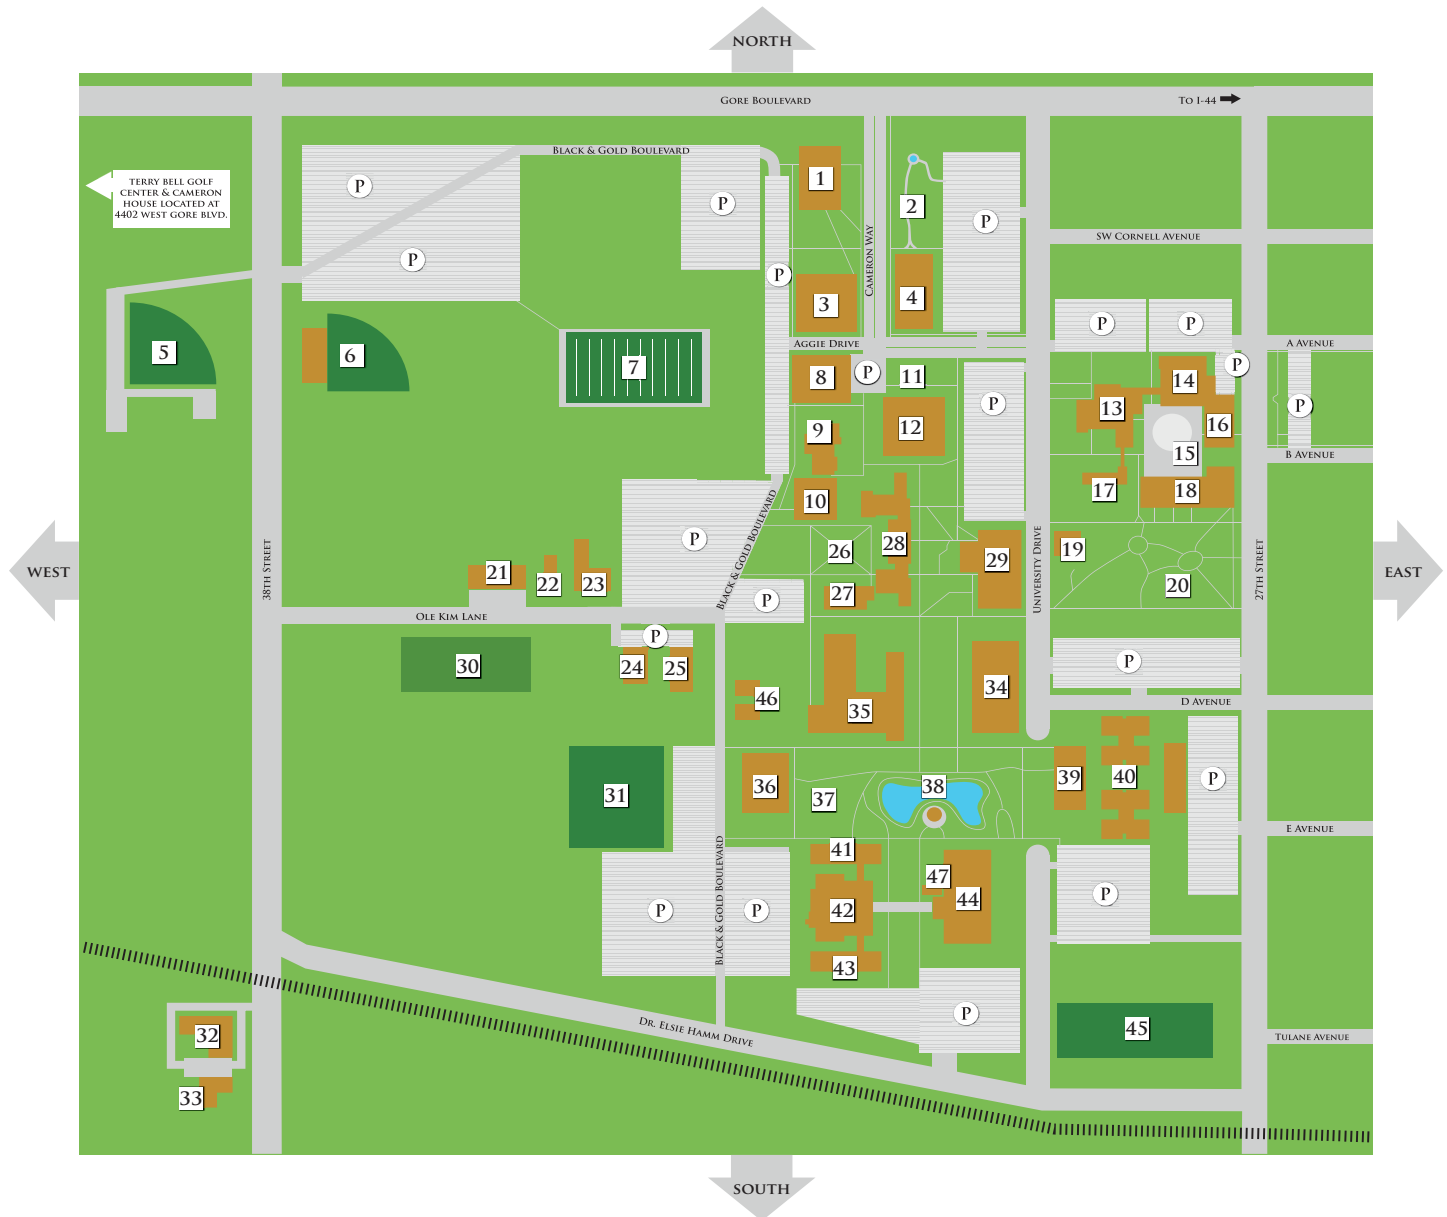 NORTH
GORE BOULEVARD
TO I-44
BLACK & GOLD BOULEVARD
TERRY BELL GOLF
CENTER & CAMERON
HOUSE LOCATED AT
4402 WEST GORE BLVD.
P
1
P
2
P
P
CAMERON WAY
SW CORNELL AVENUE
P
P
3
4
P
P
5
6
7
AGGIE DRIVE
A AVENUE
8
P
11
P
14
P
13
16
P
9
12
15
B AVENUE
10
17
18
P
BLACK & GOLD BOULEVARD
26
28
29
UNIVERSITY DRIVE
19
20
27TH STREET
WEST
EAST
38TH STREET
21
22
23
P
27
OLE KIM LANE
P
30
24
25
P
46
35
34
D AVENUE
31
36
37
38
39
40
P
E AVENUE
BLACK & GOLD BOULEVARD
41
47
44
P
P
P
42
43
P
32
33
DR. ELSIE HAMM DRIVE
45
TULANE AVENUE
SOUTH